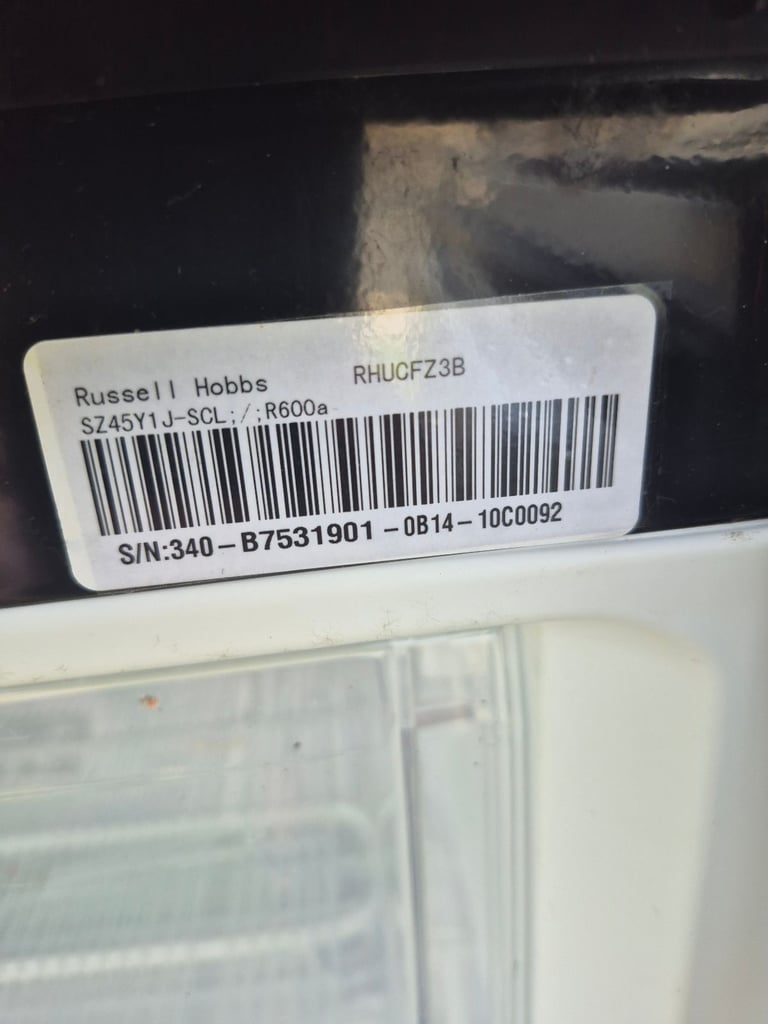 Russell Hobbs RHUCFZ3B
SZ45Y1J-SCL;/;R600a
S/N:340-B7531901-0B14-10C0092